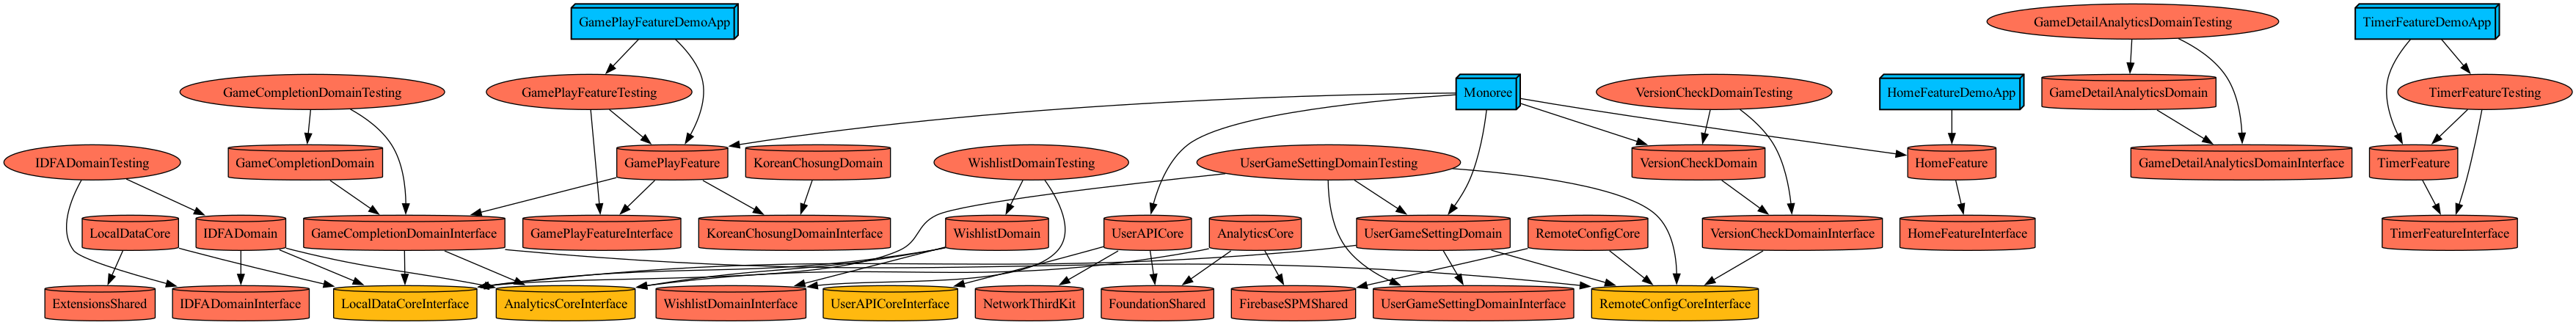 GamePlayFeatureDemoApp
GameDetailAnalyticsDomainTesting
TimerFeatureDemoApp
GameCompletionDomainTesting
GamePlayFeatureTesting
Monoree
VersionCheckDomainTesting
HomeFeatureDemoApp
GameDetailAnalyticsDomain
TimerFeatureTesting
IDFADomainTesting
GameCompletionDomain
GamePlayFeature
KoreanChosungDomain
WishlistDomainTesting
UserGameSettingDomainTesting
VersionCheckDomain
HomeFeature
GameDetailAnalyticsDomainInterface
TimerFeature
LocalDataCore
IDFADomain
GameCompletionDomainInterface
GamePlayFeatureInterface
KoreanChosungDomainInterface
WishlistDomain
UserAPICore
AnalyticsCore
UserGameSettingDomain
RemoteConfigCore
VersionCheckDomainInterface
HomeFeatureInterface
TimerFeatureInterface
ExtensionsShared
IDFADomainInterface
LocalDataCoreInterface
AnalyticsCoreInterface
WishlistDomainInterface
UserAPICoreInterface
NetworkThirdKit
FoundationShared
FirebaseSPMShared
UserGameSettingDomainInterface
RemoteConfigCoreInterface